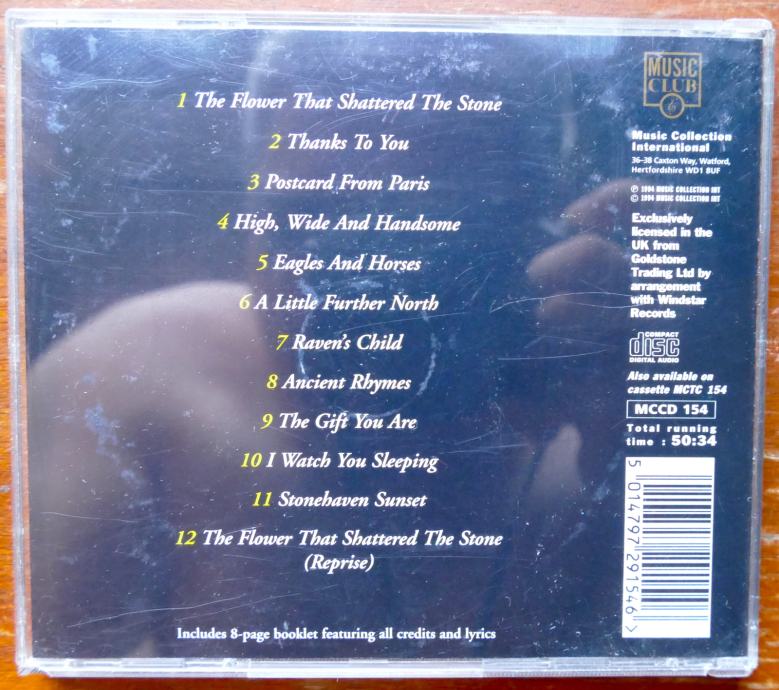 1 The Flower That Shattered The Stone
2 Thanks To You
3 Postcard From Paris
4 High, Wide And Handsome
5 Eagles And Horses
6 A Little Further North
7 Raven's Child
8 Ancient Rhymes
9 The Gift You Are
10 I Watch You Sleeping
11 Stonehaven Sunset
12 The Flower That Shattered The Stone
(Reprise)
Includes 8-page booklet featuring all credits and lyrics
MUSIC
CLUB
Music Collection
International
36-38 Caxton Way, Watford,
Hertfordshire WD1 8UF
℗ 1994 MUSIC COLLECTION INT
© 1994 MUSIC COLLECTION INT
Exclusively
licensed in the
UK from
Goldstone
Trading Ltd by
arrangement
with Windstar
Records
COMPACT
disc
DIGITAL AUDIO
Also available on
cassette MCTC 154
MCCD 154
Total running
time : 50:34
5 014797 291546 >